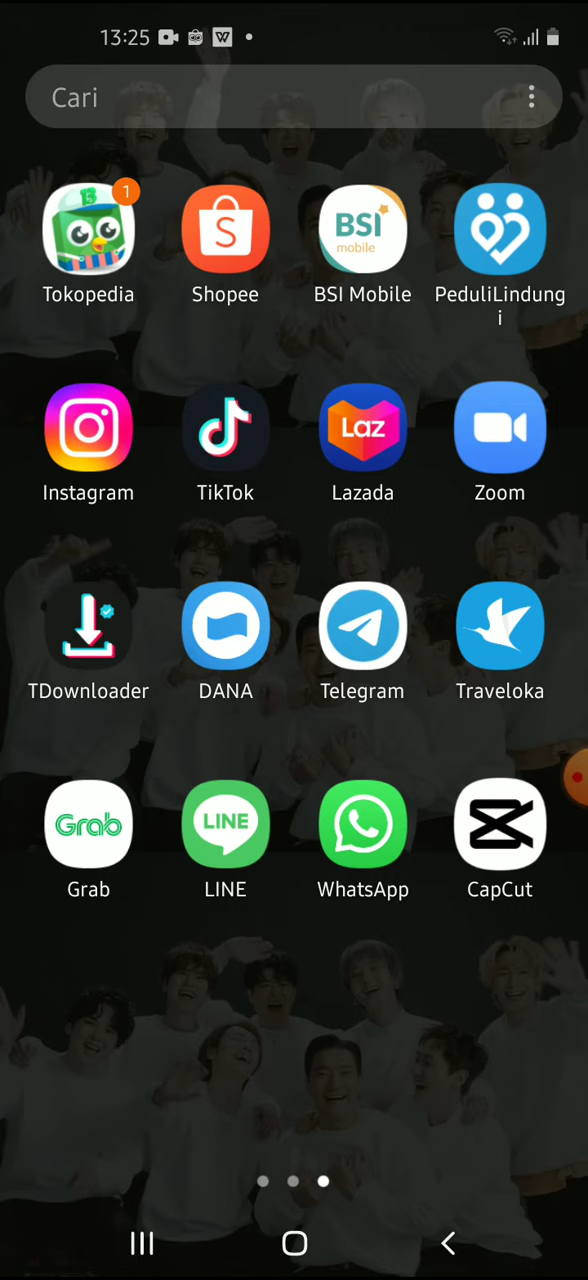 13:25 W
Cari
1
S BSI
mobile
Tokopedia Shopee BSI Mobile PeduliLindung
i
Laz
Instagram TikTok Lazada Zoom
TDownloader DANA Telegram Traveloka
Grab LINE
Grab LINE WhatsApp CapCut